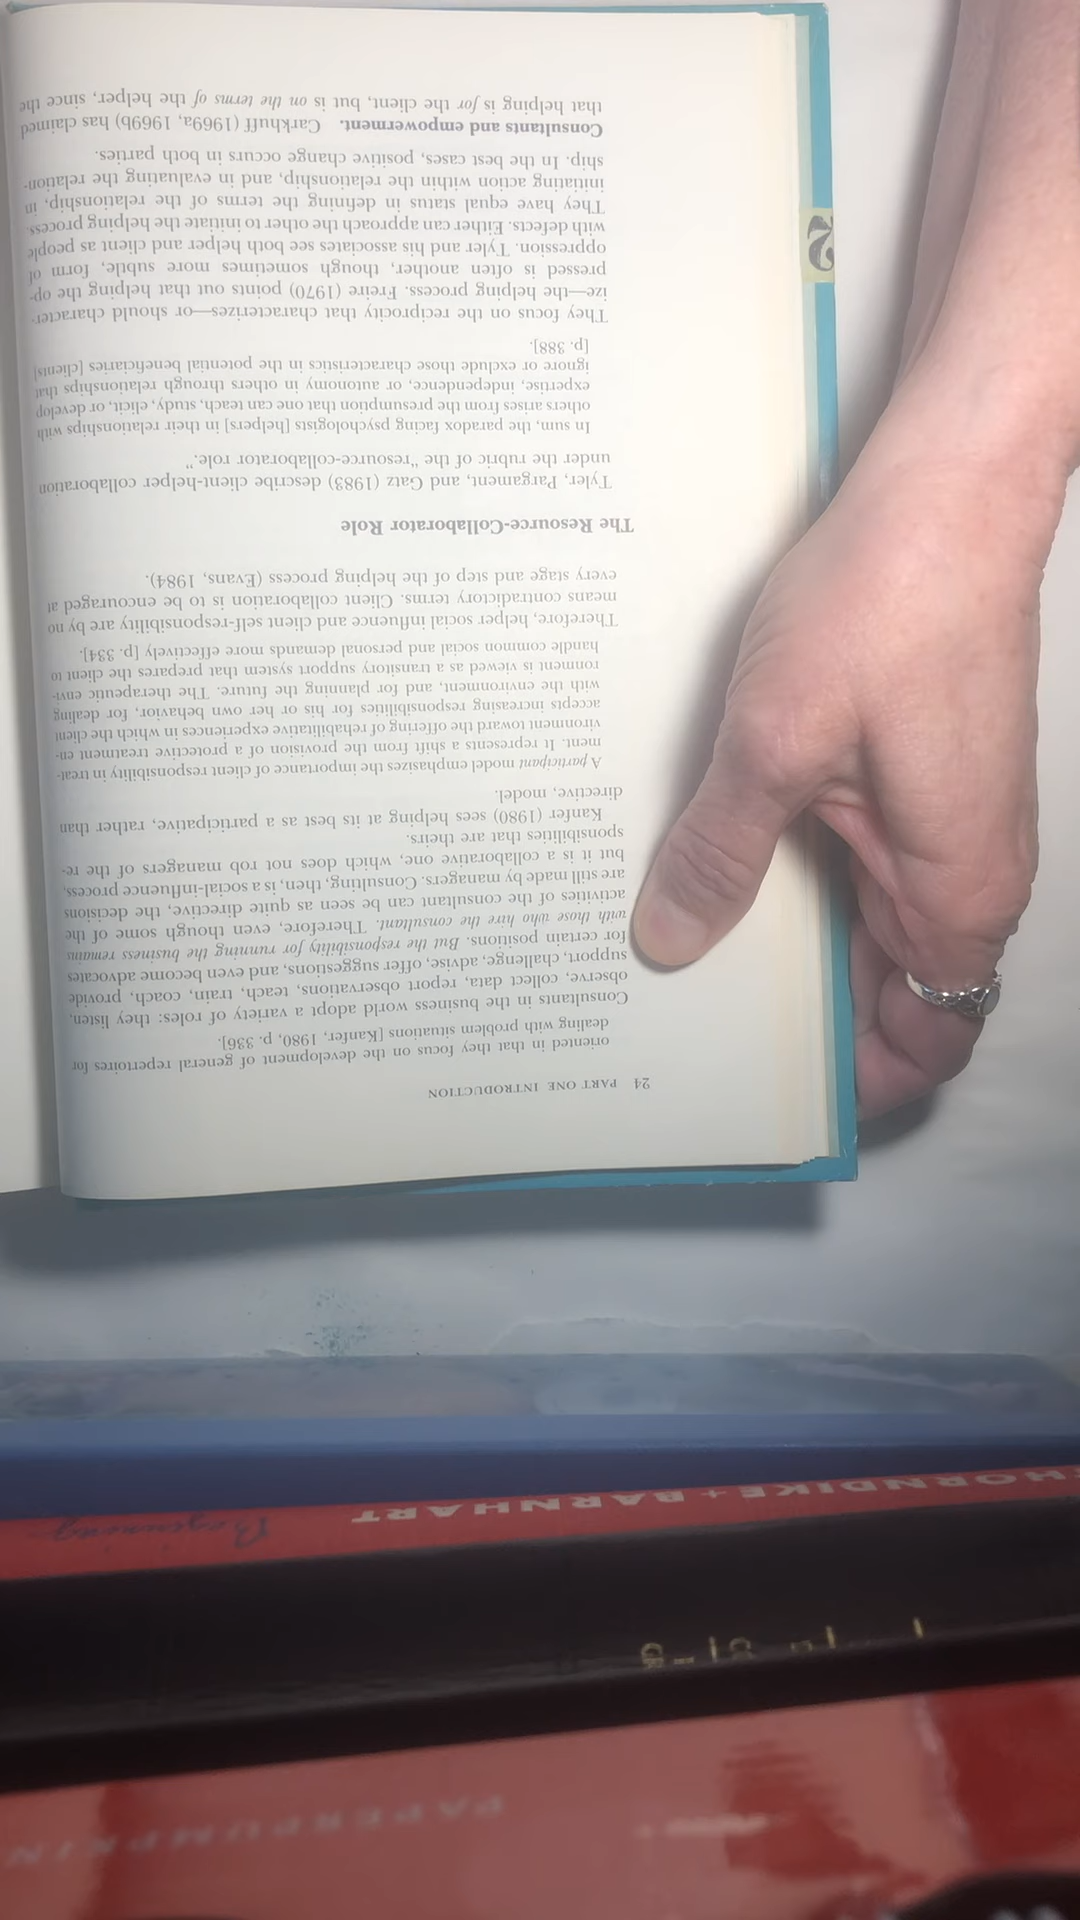 24 PART ONE INTRODUCTION
oriented in that they focus on the development of general repertoires for
dealing with problem situations [Kanfer, 1980, p. 336].
Consultants in the business world adopt a variety of roles: they listen,
observe, collect data, report observations, teach, train, coach, provide
support, challenge, advise, offer suggestions, and even become advocates
for certain positions. But the responsibility for running the business remains
with those who hire the consultant. Therefore, even though some of the
activities of the consultant can be seen as quite directive, the decisions
are still made by managers. Consulting, then, is a social-influence process,
but it is a collaborative one, which does not rob managers of the re-
sponsibilities that are theirs.
Kanfer (1980) sees helping at its best as a participative, rather than
directive, model.
A participant model emphasizes the importance of client responsibility in treat-
ment. It represents a shift from the provision of a protective treatment en-
vironment toward the offering of rehabilitative experiences in which the client
accepts increasing responsibilities for his or her own behavior, for dealing
with the environment, and for planning the future. The therapeutic envi-
ronment is viewed as a transitory support system that prepares the client to
handle common social and personal demands more effectively [p. 334].
Therefore, helper social influence and client self-responsibility are by no
means contradictory terms. Client collaboration is to be encouraged at
every stage and step of the helping process (Evans, 1984).
The Resource-Collaborator Role
Tyler, Pargament, and Gatz (1983) describe client-helper collaboration
under the rubric of the "resource-collaborator role."
In sum, the paradox facing psychologists [helpers] in their relationships with
others arises from the presumption that one can teach, study, elicit, or develop
expertise, independence, or autonomy in others through relationships that
ignore or exclude those characteristics in the potential beneficiaries [clients]
[p. 388].
They focus on the reciprocity that characterizes—or should character-
ize—the helping process. Freire (1970) points out that helping the op-
pressed is often another, though sometimes more subtle, form of
oppression. Tyler and his associates see both helper and client as people
with defects. Either can approach the other to initiate the helping process.
They have equal status in defining the terms of the relationship, in
initiating action within the relationship, and in evaluating the relation-
ship. In the best cases, positive change occurs in both parties.
Consultants and empowerment. Carkhuff (1969a, 1969b) has claimed
that helping is for the client, but is on the terms of the helper, since the
2
THORNDIKE + BARNHART
Beginning
PAPERPUMPKIN